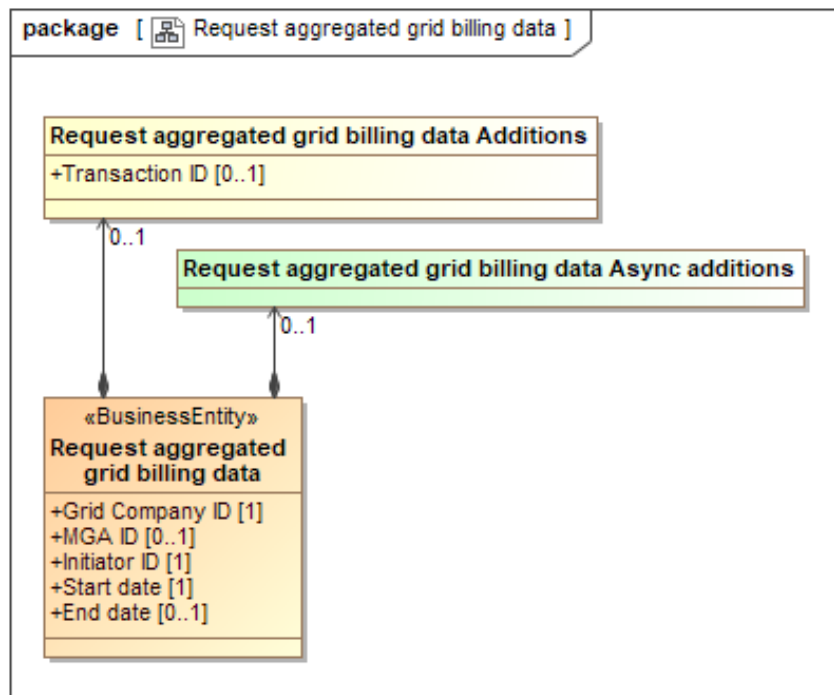 package [ Request aggregated grid billing data ]
Request aggregated grid billing data Additions
+Transaction ID [0..1]
0..1
Request aggregated grid billing data Async additions
0..1
«BusinessEntity»
Request aggregated
grid billing data
+Grid Company ID [1]
+MGA ID [0..1]
+Initiator ID [1]
+Start date [1]
+End date [0..1]